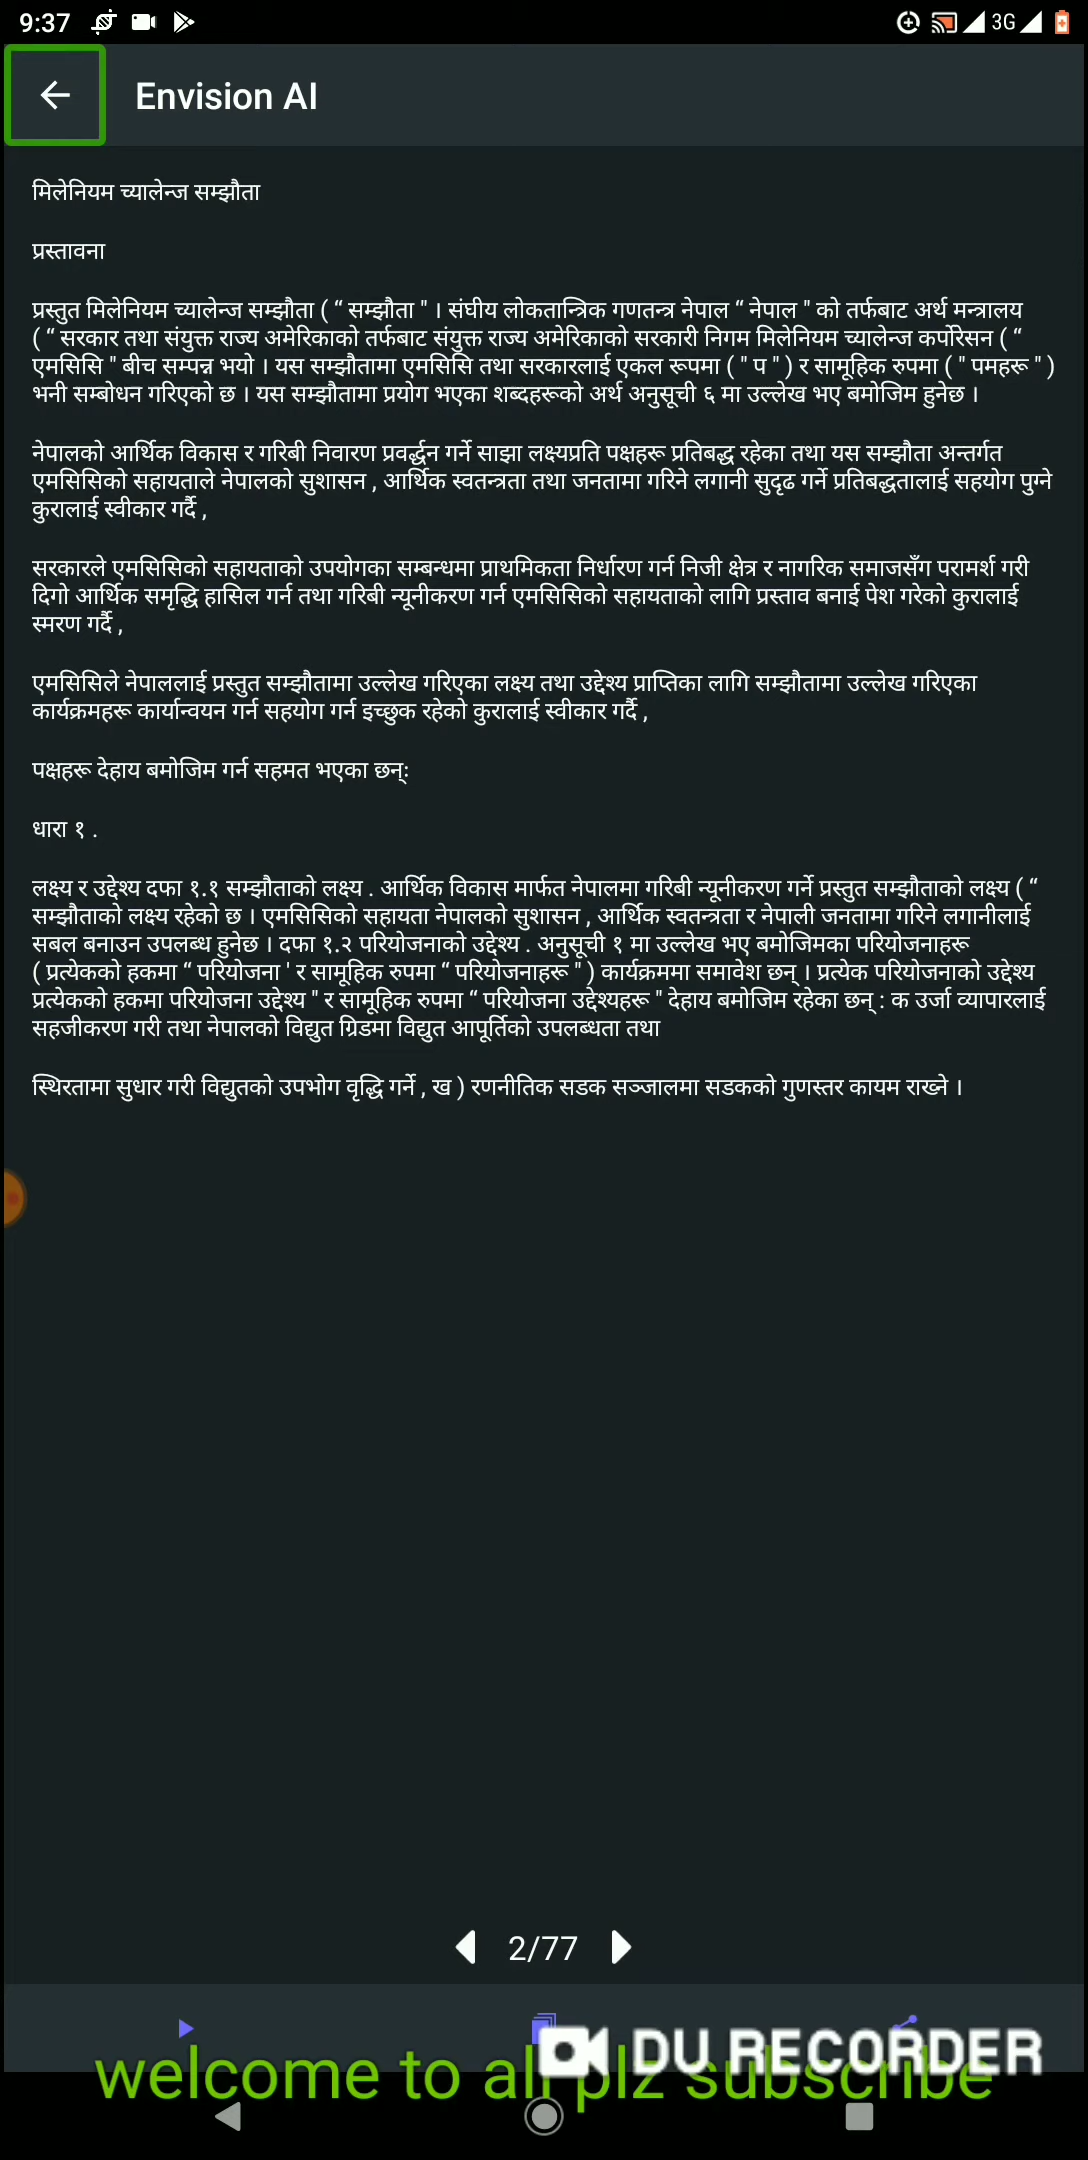 9:37
3G
Envision AI
मिलेनियम च्यालेन्ज सम्झौता
प्रस्तावना
प्रस्तुत मिलेनियम च्यालेन्ज सम्झौता ( “ सम्झौता " । संघीय लोकतान्त्रिक गणतन्त्र नेपाल “ नेपाल " को तर्फबाट अर्थ मन्त्रालय
( “ सरकार तथा संयुक्त राज्य अमेरिकाको तर्फबाट संयुक्त राज्य अमेरिकाको सरकारी निगम मिलेनियम च्यालेन्ज कर्पोरेसन ( “
एमसिसि " बीच सम्पन्न भयो । यस सम्झौतामा एमसिसि तथा सरकारलाई एकल रूपमा ( " प " ) र सामूहिक रुपमा ( " पमहरू " )
भनी सम्बोधन गरिएको छ । यस सम्झौतामा प्रयोग भएका शब्दहरूको अर्थ अनुसूची ६ मा उल्लेख भए बमोजिम हुनेछ ।
नेपालको आर्थिक विकास र गरिबी निवारण प्रवर्द्धन गर्ने साझा लक्ष्यप्रति पक्षहरू प्रतिबद्ध रहेका तथा यस सम्झौता अन्तर्गत
एमसिसिको सहायताले नेपालको सुशासन , आर्थिक स्वतन्त्रता तथा जनतामा गरिने लगानी सुदृढ गर्ने प्रतिबद्धतालाई सहयोग पुग्ने
कुरालाई स्वीकार गर्दै ,
सरकारले एमसिसिको सहायताको उपयोगका सम्बन्धमा प्राथमिकता निर्धारण गर्न निजी क्षेत्र र नागरिक समाजसँग परामर्श गरी
दिगो आर्थिक समृद्धि हासिल गर्न तथा गरिबी न्यूनीकरण गर्न एमसिसिको सहायताको लागि प्रस्ताव बनाई पेश गरेको कुरालाई
स्मरण गर्दै ,
एमसिसिले नेपाललाई प्रस्तुत सम्झौतामा उल्लेख गरिएका लक्ष्य तथा उद्देश्य प्राप्तिका लागि सम्झौतामा उल्लेख गरिएका
कार्यक्रमहरू कार्यान्वयन गर्न सहयोग गर्न इच्छुक रहेको कुरालाई स्वीकार गर्दै ,
पक्षहरू देहाय बमोजिम गर्न सहमत भएका छन्:
धारा १ .
लक्ष्य र उद्देश्य दफा १.१ सम्झौताको लक्ष्य . आर्थिक विकास मार्फत नेपालमा गरिबी न्यूनीकरण गर्ने प्रस्तुत सम्झौताको लक्ष्य ( “
सम्झौताको लक्ष्य रहेको छ । एमसिसिको सहायता नेपालको सुशासन , आर्थिक स्वतन्त्रता र नेपाली जनतामा गरिने लगानीलाई
सबल बनाउन उपलब्ध हुनेछ । दफा १.२ परियोजनाको उद्देश्य . अनुसूची १ मा उल्लेख भए बमोजिमका परियोजनाहरू
( प्रत्येकको हकमा “ परियोजना ' र सामूहिक रुपमा “ परियोजनाहरू " ) कार्यक्रममा समावेश छन् । प्रत्येक परियोजनाको उद्देश्य
प्रत्येकको हकमा परियोजना उद्देश्य " र सामूहिक रुपमा “ परियोजना उद्देश्यहरू " देहाय बमोजिम रहेका छन् : क उर्जा व्यापारलाई
सहजीकरण गरी तथा नेपालको विद्युत ग्रिडमा विद्युत आपूर्तिको उपलब्धता तथा
स्थिरतामा सुधार गरी विद्युतको उपभोग वृद्धि गर्ने , ख ) रणनीतिक सडक सञ्जालमा सडकको गुणस्तर कायम राख्ने ।
2/77
DU RECORDER
welcome to all plz subscribe